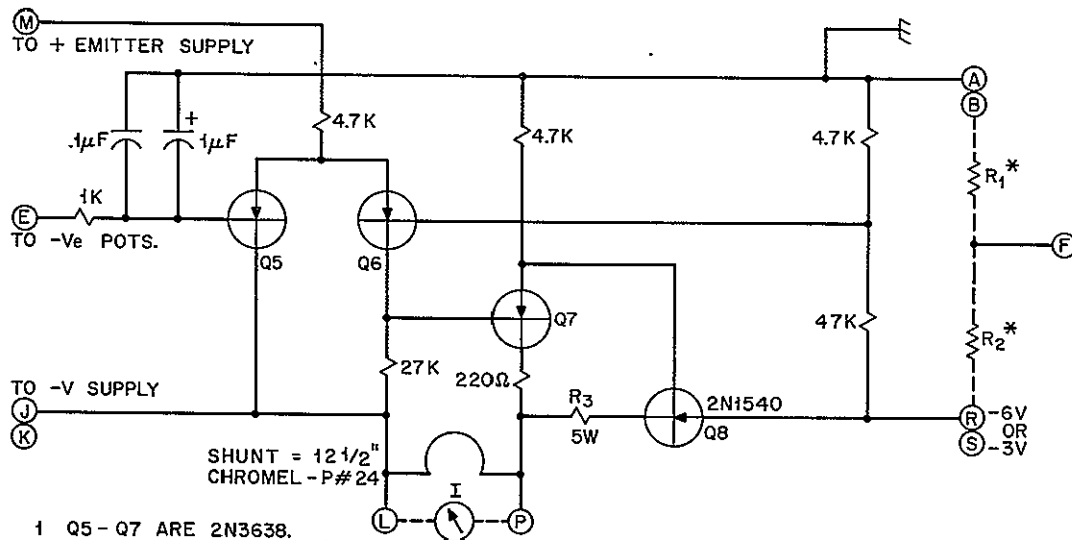 M
TO + EMITTER SUPPLY
4.7K
4.7K
4.7K
A
B
.1µF
+
1µF
R1*
1K
E
TO -Ve POTS.
F
Q5
Q6
Q7
47K
R2*
27K
220Ω
TO -V SUPPLY
J
K
R3
5W
2N1540
Q8
R
-6V
OR
S
-3V
SHUNT = 12 1/2"
CHROMEL-P#24
I
L
P
1 Q5-Q7 ARE 2N3638.